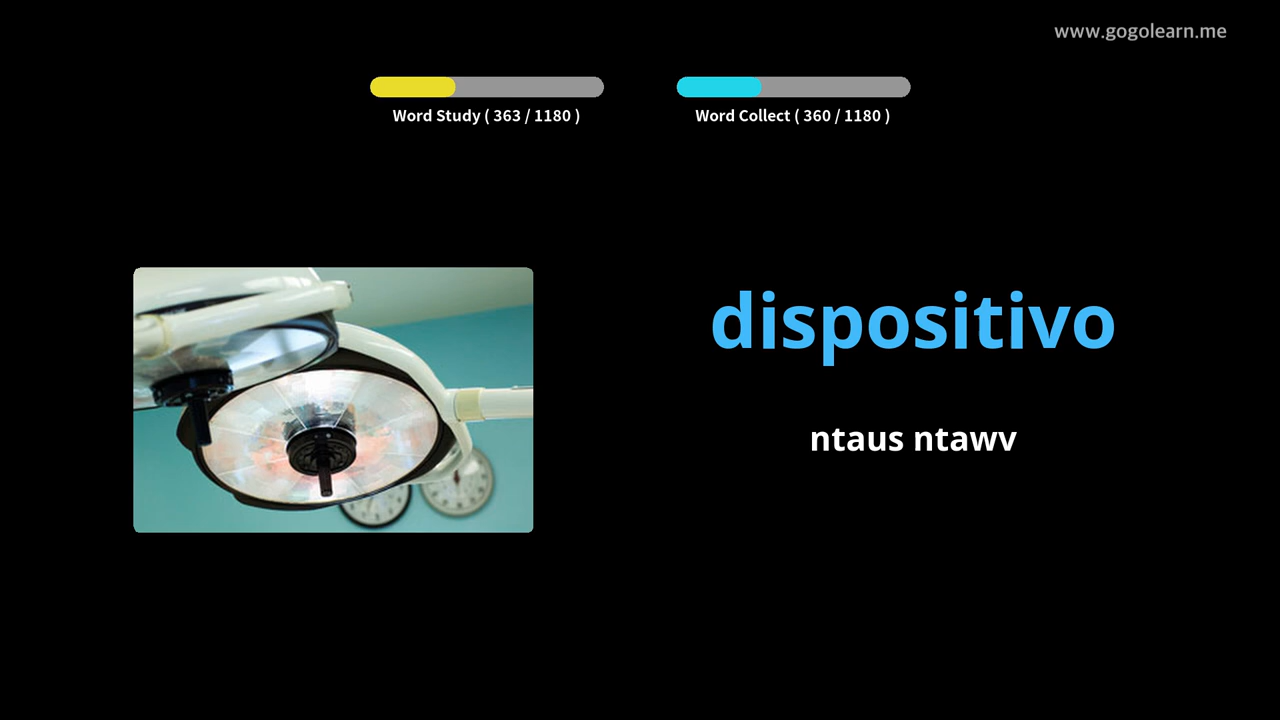 www.gogolearn.me
Word Study ( 363 / 1180 )
Word Collect ( 360 / 1180 )
dispositivo
ntaus ntawv